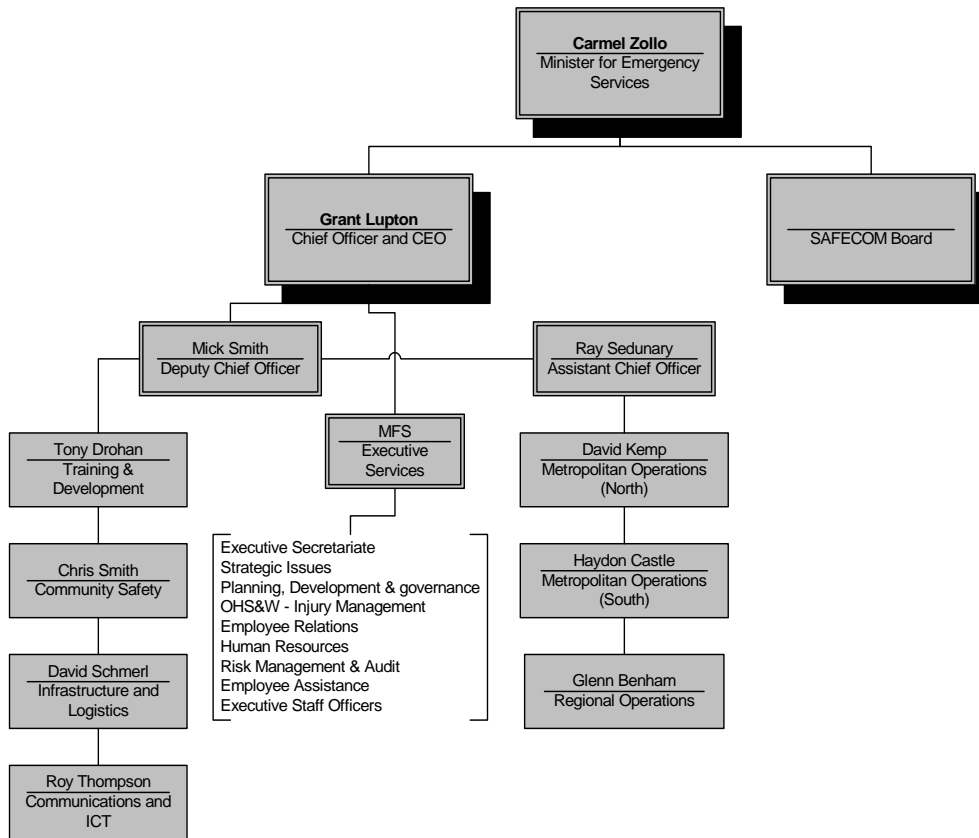 Carmel Zollo
Minister for Emergency
Services
Grant Lupton
Chief Officer and CEO
SAFECOM Board
Mick Smith
Deputy Chief Officer
Ray Sedunary
Assistant Chief Officer
MFS
Executive
Services
Tony Drohan
Training &
Development
Chris Smith
Community Safety
David Schmerl
Infrastructure and
Logistics
Roy Thompson
Communications and
ICT
Executive Secretariate
Strategic Issues
Planning, Development & governance
OHS&W - Injury Management
Employee Relations
Human Resources
Risk Management & Audit
Employee Assistance
Executive Staff Officers
David Kemp
Metropolitan Operations
(North)
Haydon Castle
Metropolitan Operations
(South)
Glenn Benham
Regional Operations